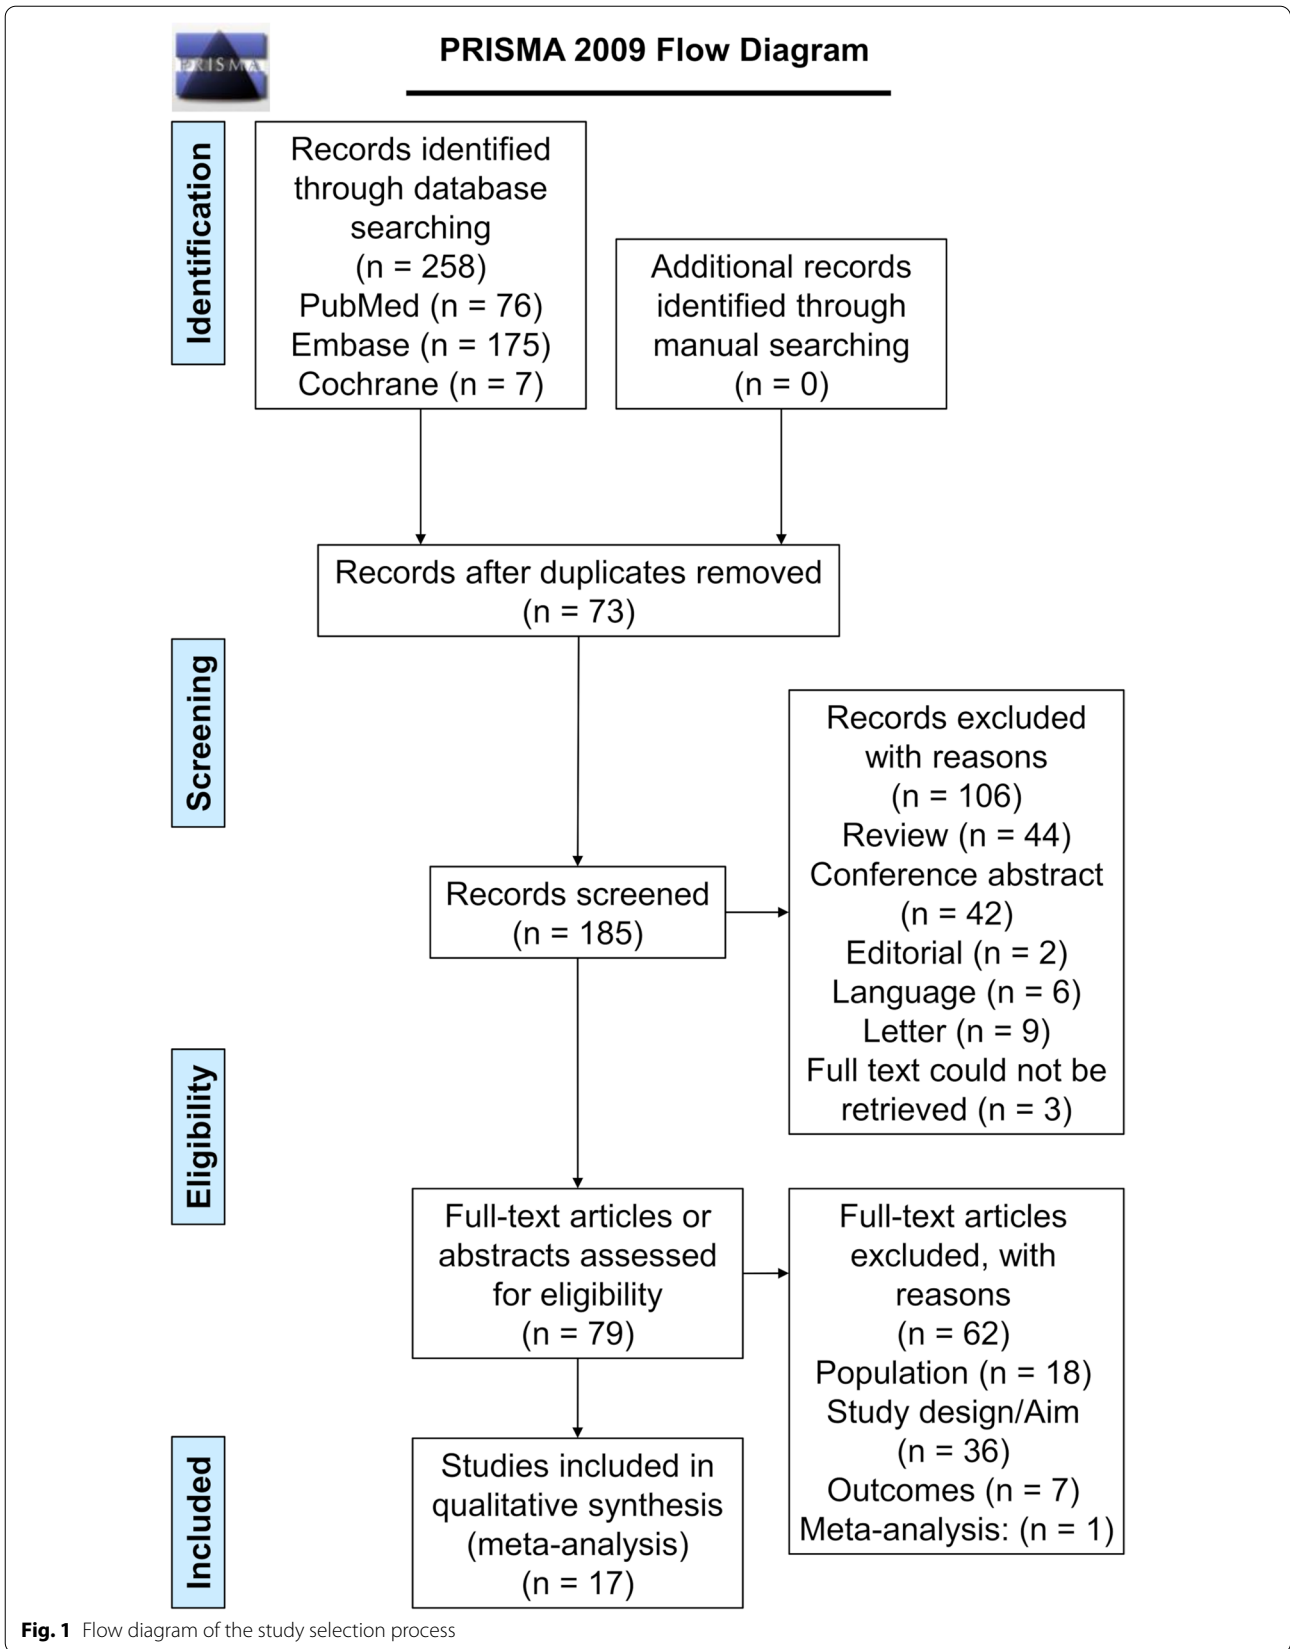 PRISMA
PRISMA 2009 Flow Diagram
Identification
Records identified
through database
searching
(n = 258)
PubMed (n = 76)
Embase (n = 175)
Cochrane (n = 7)
Additional records
identified through
manual searching
(n = 0)
Records after duplicates removed
(n = 73)
Screening
Records excluded
with reasons
(n = 106)
Review (n = 44)
Conference abstract
(n = 42)
Editorial (n = 2)
Language (n = 6)
Letter (n = 9)
Full text could not be
retrieved (n = 3)
Records screened
(n = 185)
Eligibility
Full-text articles or
abstracts assessed
for eligibility
(n = 79)
Full-text articles
excluded, with
reasons
(n = 62)
Population (n = 18)
Study design/Aim
(n = 36)
Outcomes (n = 7)
Meta-analysis: (n = 1)
Included
Studies included in
qualitative synthesis
(meta-analysis)
(n = 17)
Fig. 1 Flow diagram of the study selection process